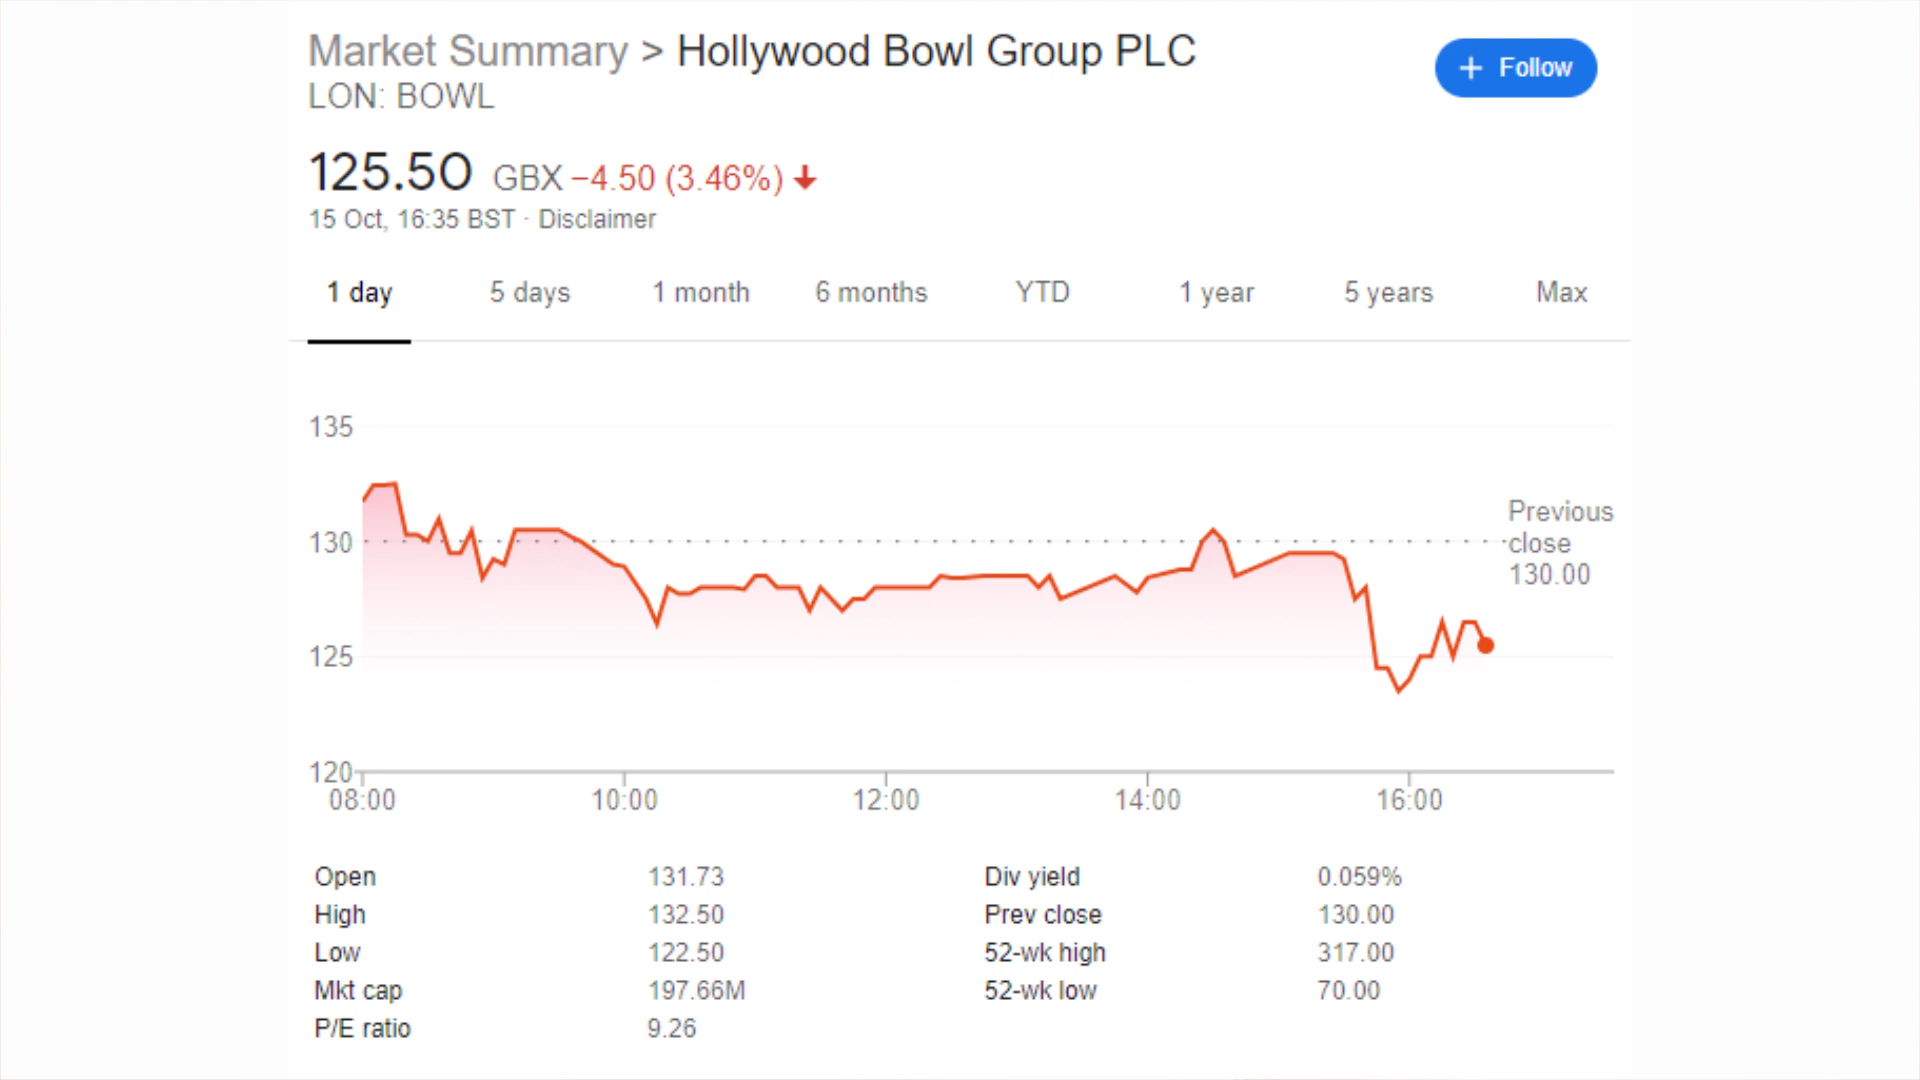 Market Summary > Hollywood Bowl Group PLC
LON: BOWL
+ Follow
125.50 GBX −4.50 (3.46%) ↓
15 Oct, 16:35 BST · Disclaimer
1 day 5 days 1 month 6 months YTD 1 year 5 years Max
135
130
125
120
Previous
close
130.00
08:00 10:00 12:00 14:00 16:00
Open 131.73 Div yield 0.059%
High 132.50 Prev close 130.00
Low 122.50 52-wk high 317.00
Mkt cap 197.66M 52-wk low 70.00
P/E ratio 9.26